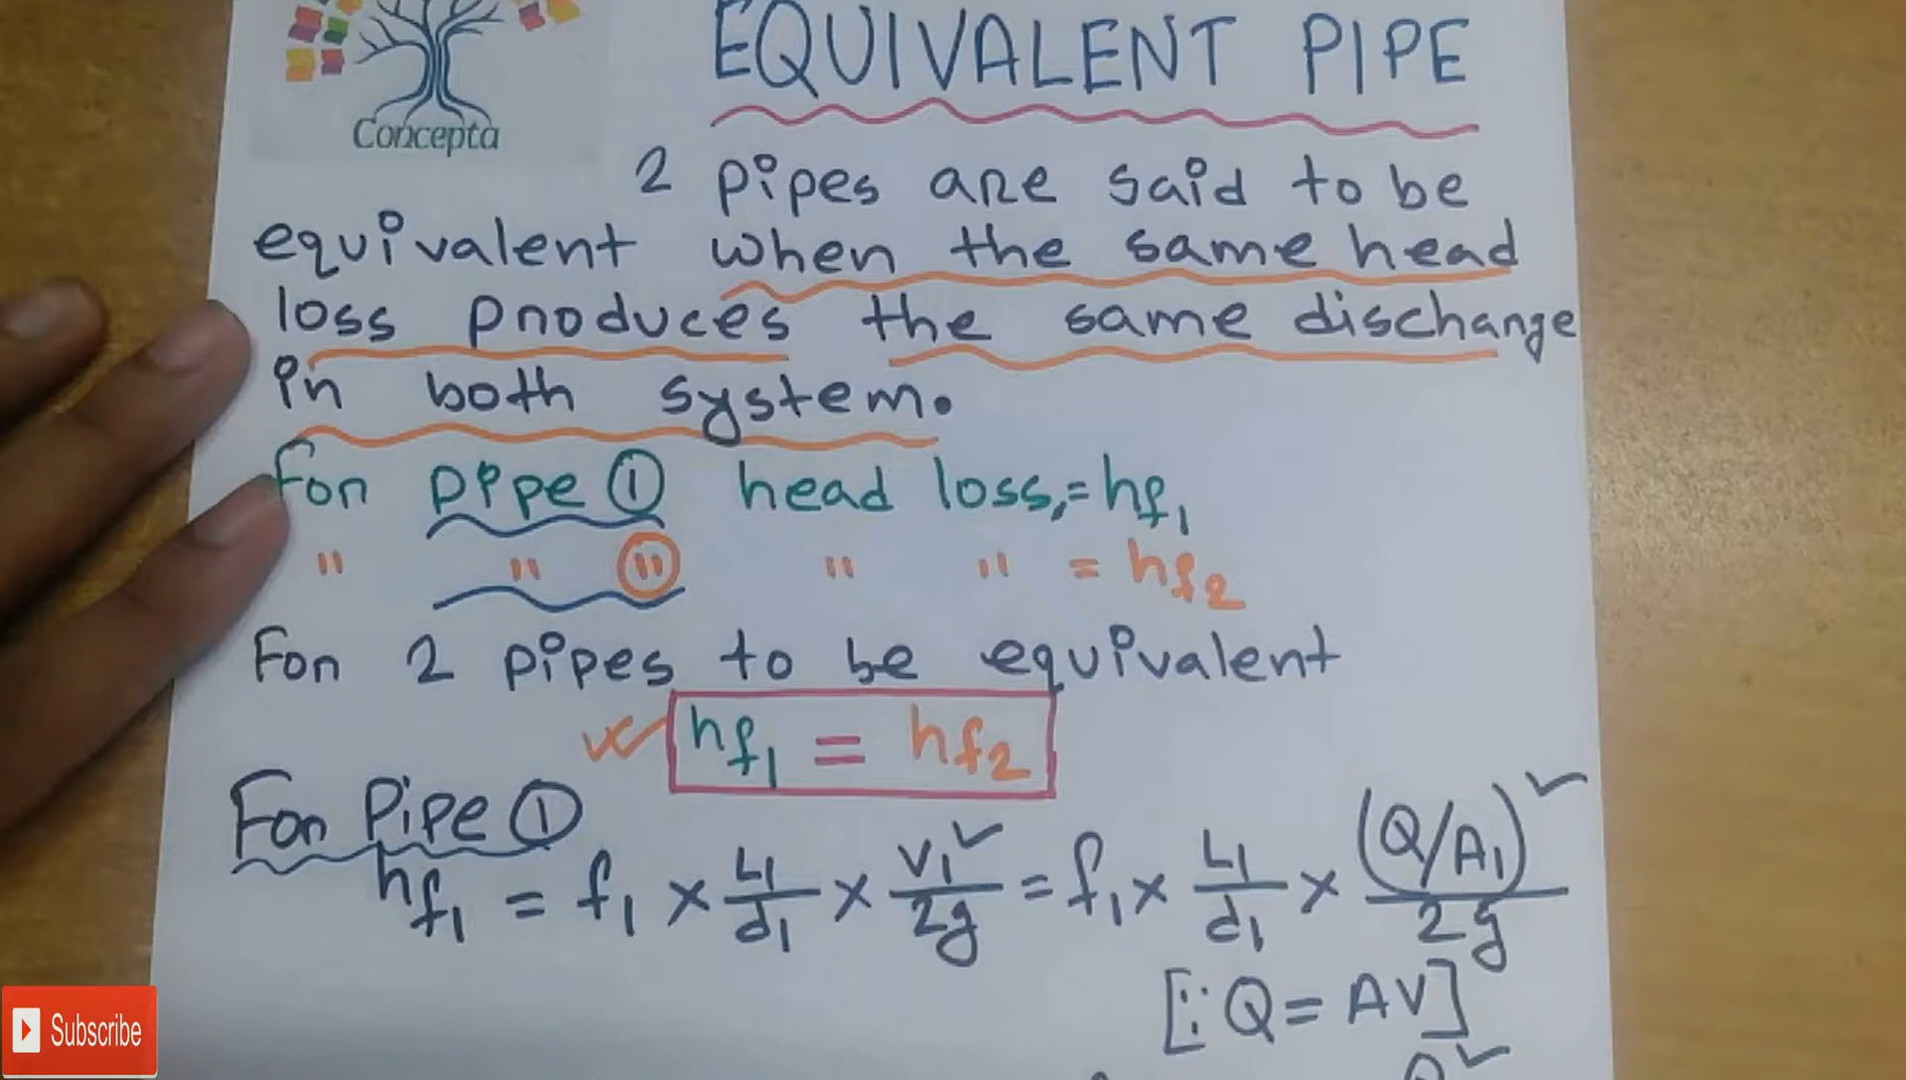 Concepta
EQUIVALENT PIPE
2 pipes are said to be
equivalent when the same head
loss produces the same discharge
in both system.
For pipe ① head loss,= hf₁
" " ⑪ " " = hf₂
For 2 pipes to be equivalent
hf₁ = hf₂
For Pipe ①
hf₁ = f₁ × L₁/d₁ × V₁²/2g = f₁ × L₁/d₁ × (Q/A₁)²/2g
[∵ Q = AV]
Subscribe